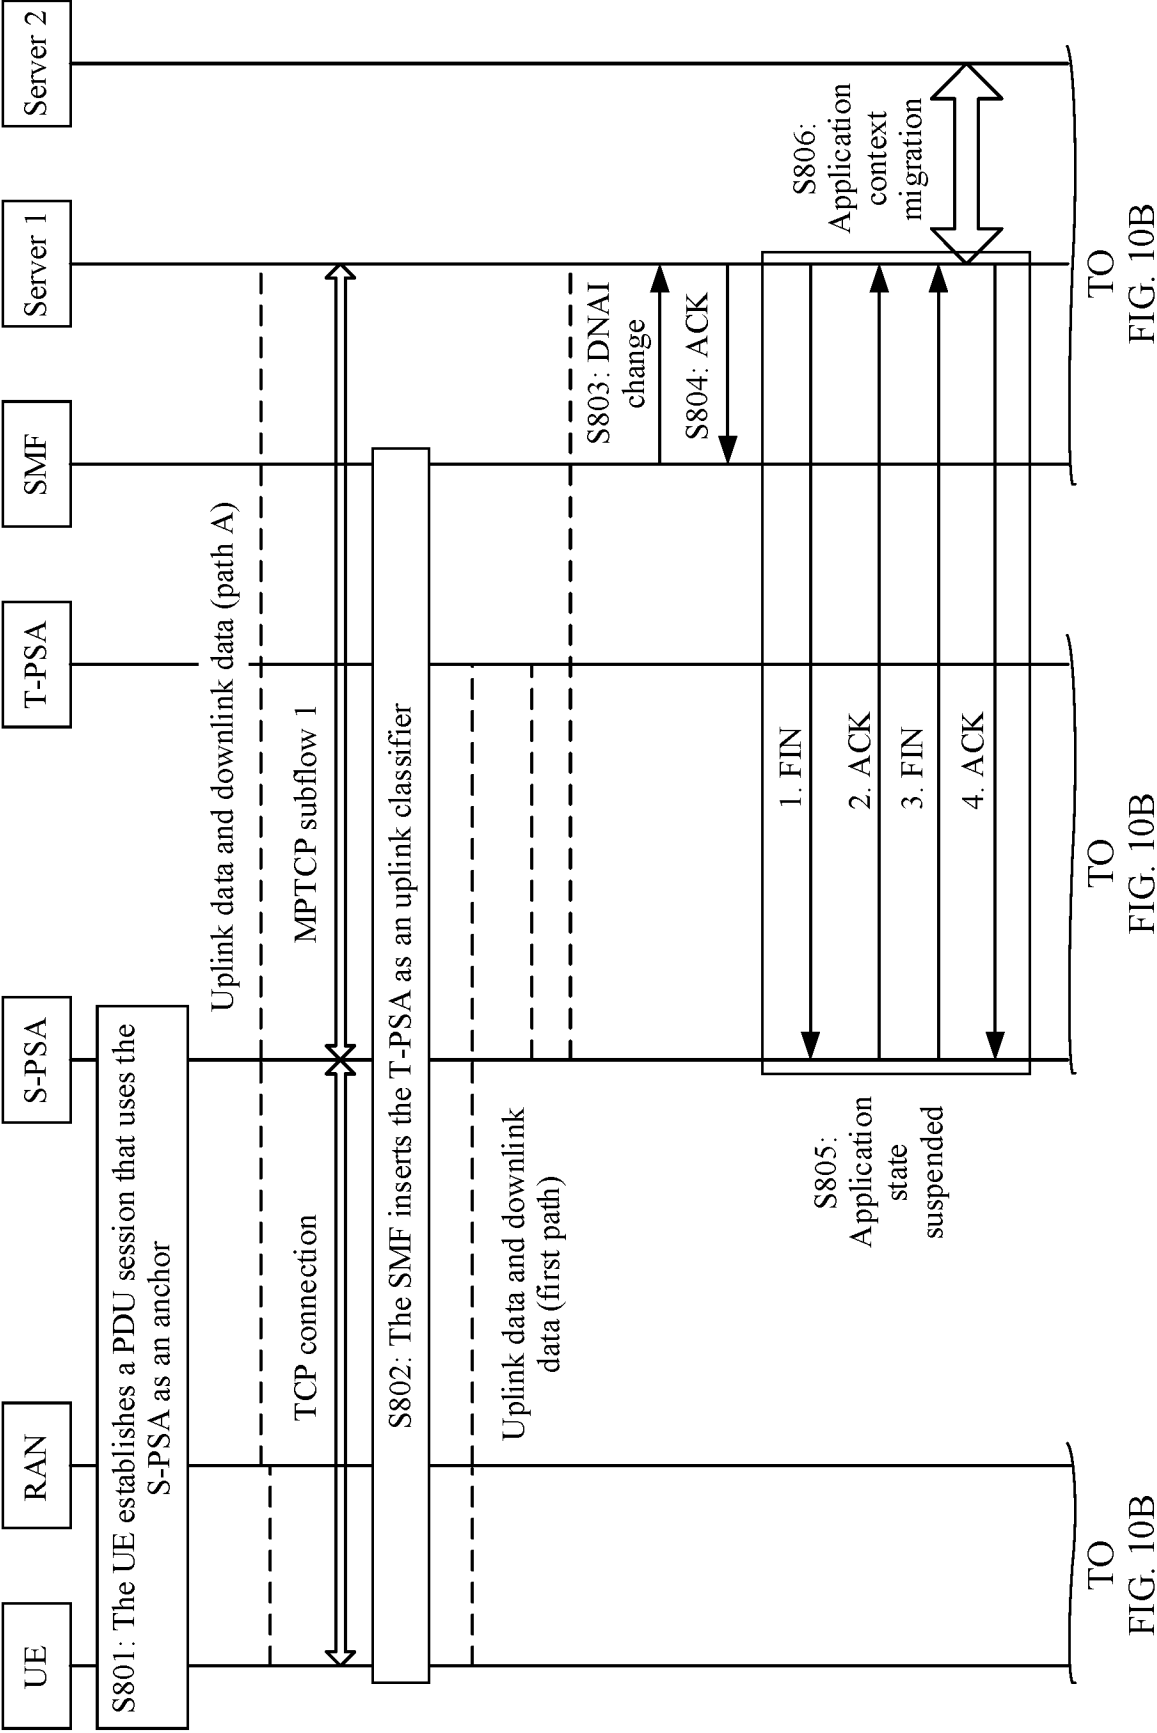 UE
RAN
S-PSA
T-PSA
SMF
Server 1
Server 2
S801: The UE establishes a PDU session that uses the
S-PSA as an anchor
Uplink data and downlink data (path A)
TCP connection
MPTCP subflow 1
S802: The SMF inserts the T-PSA as an uplink classifier
Uplink data and downlink
data (first path)
S803: DNAI
change
S804: ACK
S805:
Application
state
suspended
1. FIN
2. ACK
3. FIN
4. ACK
S806:
Application
context
migration
TO
FIG. 10B
TO
FIG. 10B
TO
FIG. 10B